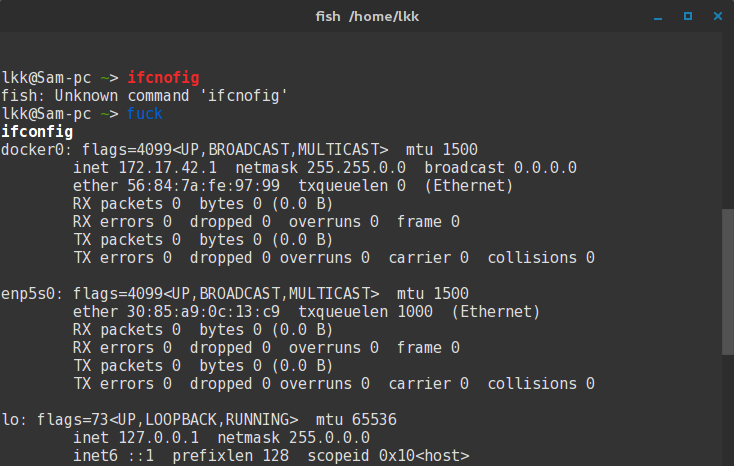 fish /home/lkk
lkk@Sam-pc ~> ifcnofig
fish: Unknown command 'ifcnofig'
lkk@Sam-pc ~> fuck
ifconfig
docker0: flags=4099<UP,BROADCAST,MULTICAST>  mtu 1500
        inet 172.17.42.1  netmask 255.255.0.0  broadcast 0.0.0.0
        ether 56:84:7a:fe:97:99  txqueuelen 0  (Ethernet)
        RX packets 0  bytes 0 (0.0 B)
        RX errors 0  dropped 0  overruns 0  frame 0
        TX packets 0  bytes 0 (0.0 B)
        TX errors 0  dropped 0 overruns 0  carrier 0  collisions 0
enp5s0: flags=4099<UP,BROADCAST,MULTICAST>  mtu 1500
        ether 30:85:a9:0c:13:c9  txqueuelen 1000  (Ethernet)
        RX packets 0  bytes 0 (0.0 B)
        RX errors 0  dropped 0  overruns 0  frame 0
        TX packets 0  bytes 0 (0.0 B)
        TX errors 0  dropped 0 overruns 0  carrier 0  collisions 0
lo: flags=73<UP,LOOPBACK,RUNNING>  mtu 65536
        inet 127.0.0.1  netmask 255.0.0.0
        inet6 ::1  prefixlen 128  scopeid 0x10<host>